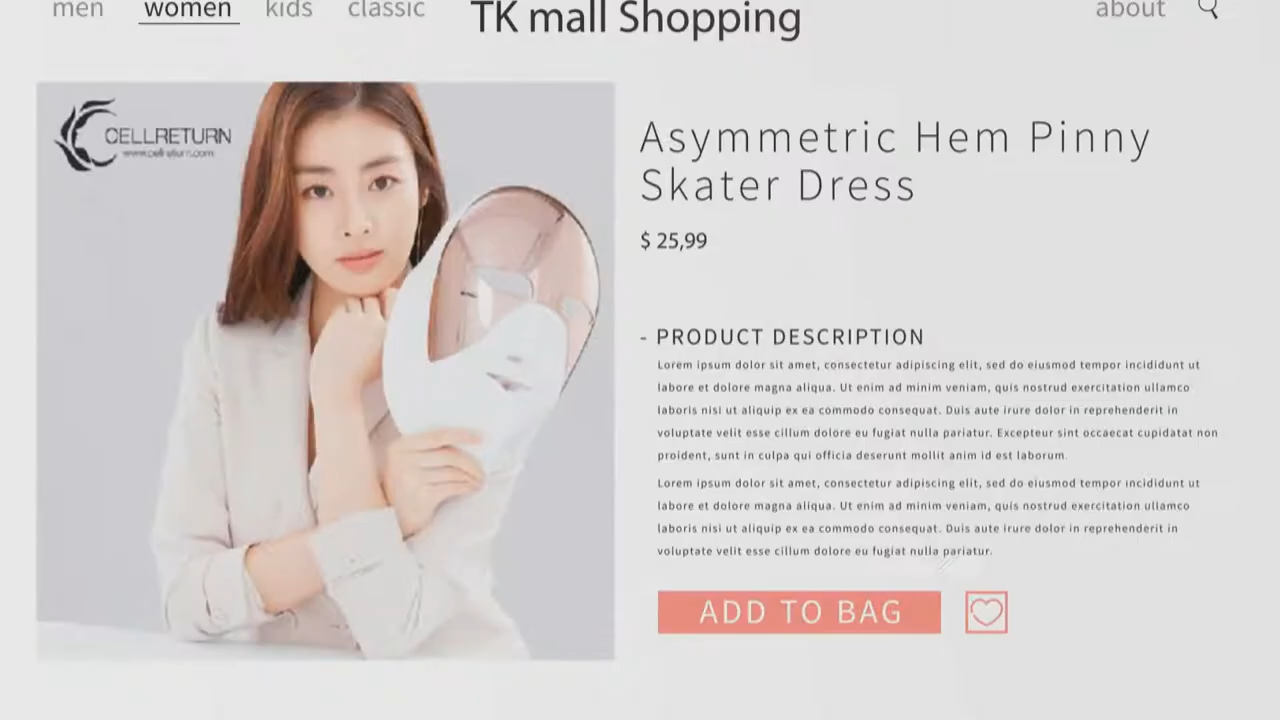 men women kids classic TK mall Shopping about
CELLRETURN
www.cellreturn.com
Asymmetric Hem Pinny
Skater Dress
$ 25,99
- PRODUCT DESCRIPTION
Lorem ipsum dolor sit amet, consectetur adipiscing elit, sed do eiusmod tempor incididunt ut
labore et dolore magna aliqua. Ut enim ad minim veniam, quis nostrud exercitation ullamco
laboris nisi ut aliquip ex ea commodo consequat. Duis aute irure dolor in reprehenderit in
voluptate velit esse cillum dolore eu fugiat nulla pariatur. Excepteur sint occaecat cupidatat non
proident, sunt in culpa qui officia deserunt mollit anim id est laborum.
Lorem ipsum dolor sit amet, consectetur adipiscing elit, sed do eiusmod tempor incididunt ut
labore et dolore magna aliqua. Ut enim ad minim veniam, quis nostrud exercitation ullamco
laboris nisi ut aliquip ex ea commodo consequat. Duis aute irure dolor in reprehenderit in
voluptate velit esse cillum dolore eu fugiat nulla pariatur.
ADD TO BAG